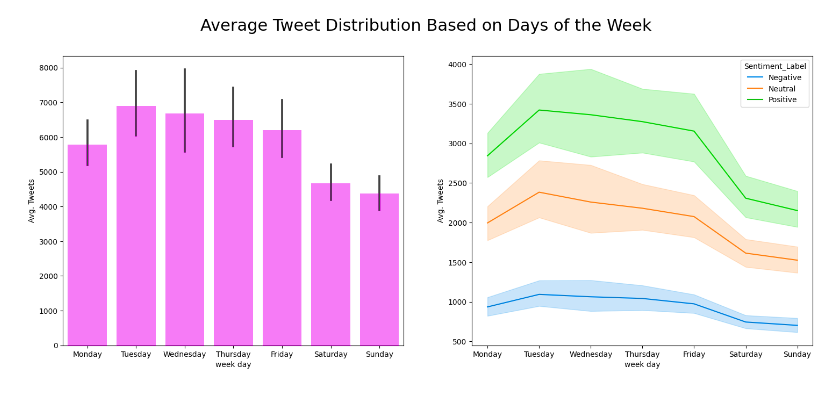 Average Tweet Distribution Based on Days of the Week
8000
7000
6000
5000
4000
3000
2000
1000
0
Avg. Tweets
Monday Tuesday Wednesday Thursday Friday Saturday Sunday
week day
4000
3500
3000
2500
2000
1500
1000
500
Avg. Tweets
Sentiment_Label
Negative
Neutral
Positive
Monday Tuesday Wednesday Thursday Friday Saturday Sunday
week day